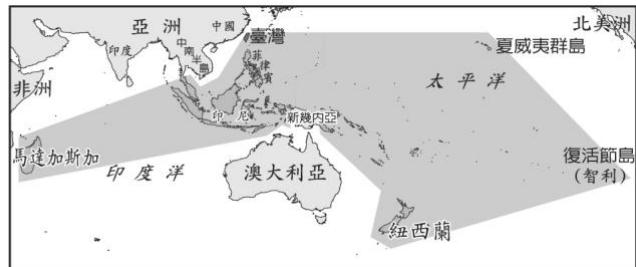 亞洲
中國
北美洲
臺灣
夏威夷群島
印度
中南半島
菲律賓
太平洋
非洲
印尼
新幾內亞
馬達加斯加
印度洋
澳大利亞
復活節島
(智利)
紐西蘭